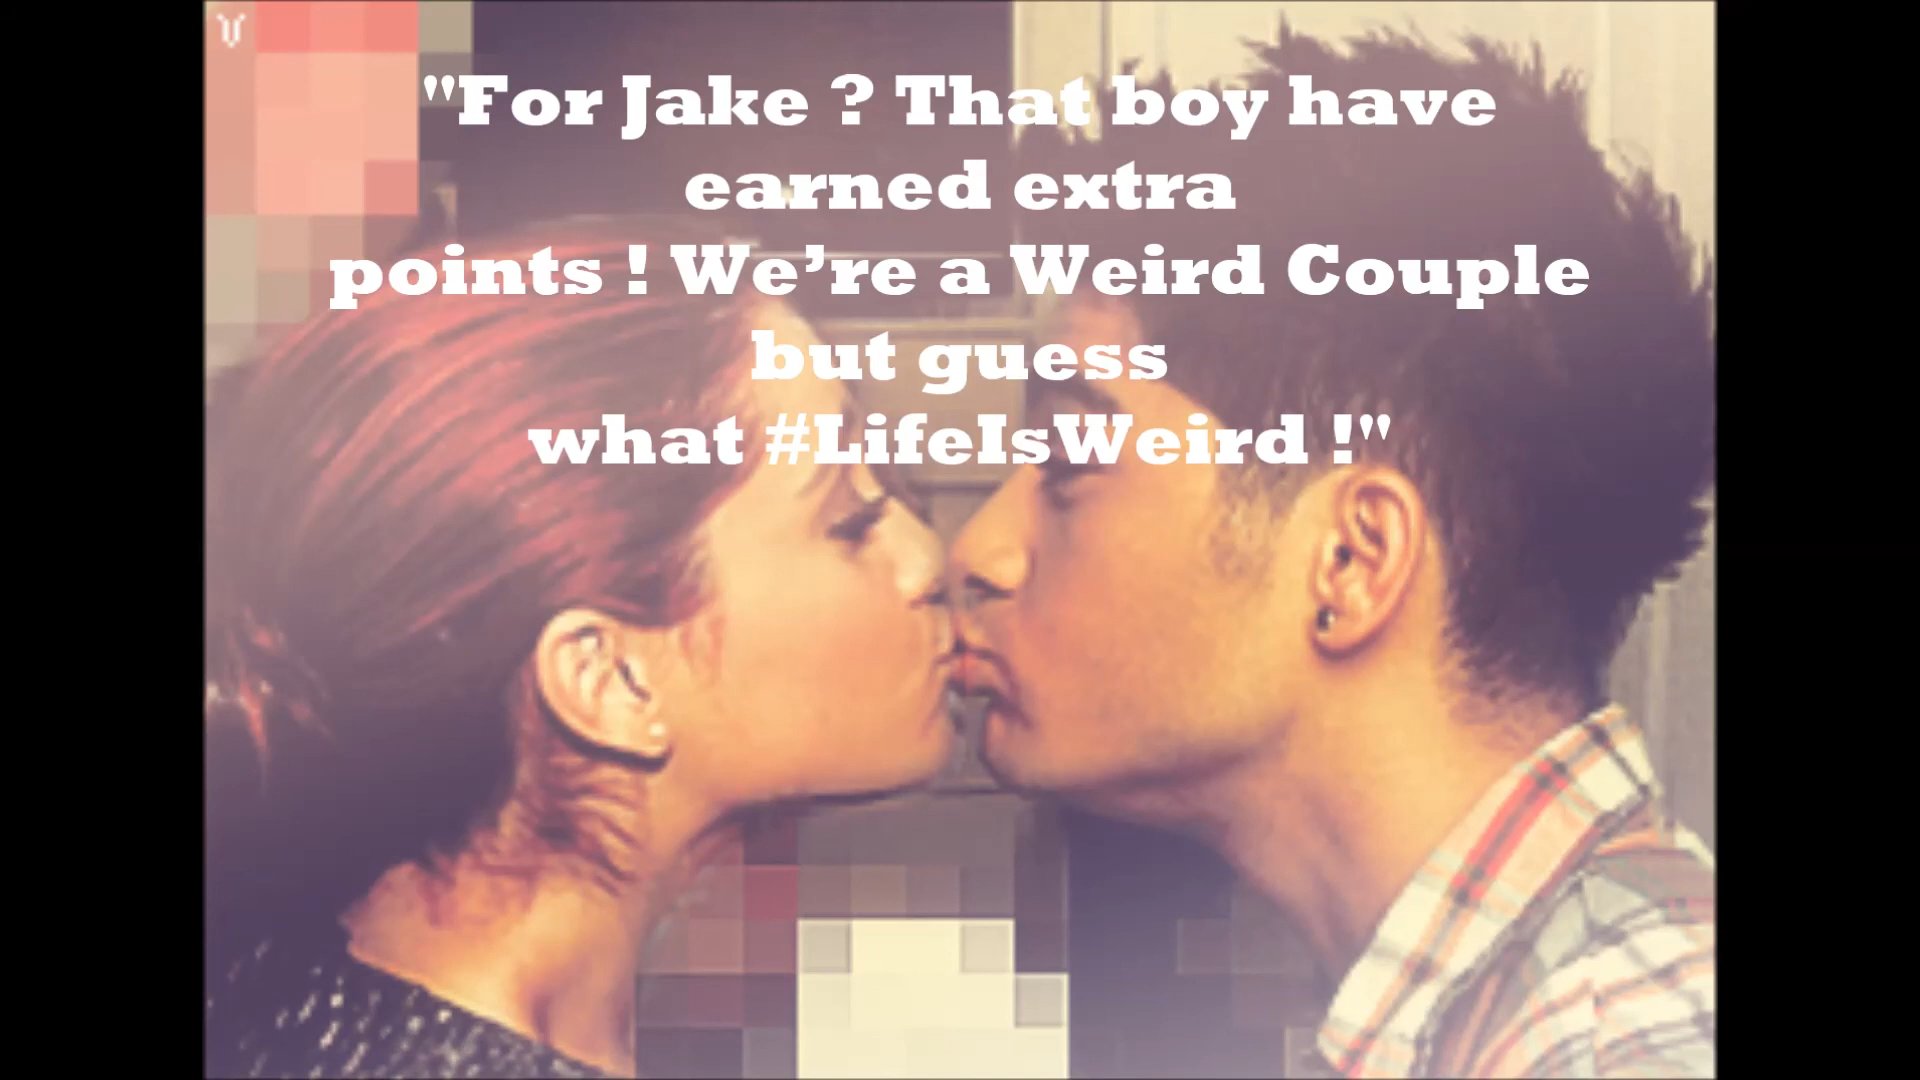 "For Jake ? That boy have
earned extra
points ! We’re a Weird Couple
but guess
what #LifeIsWeird !"